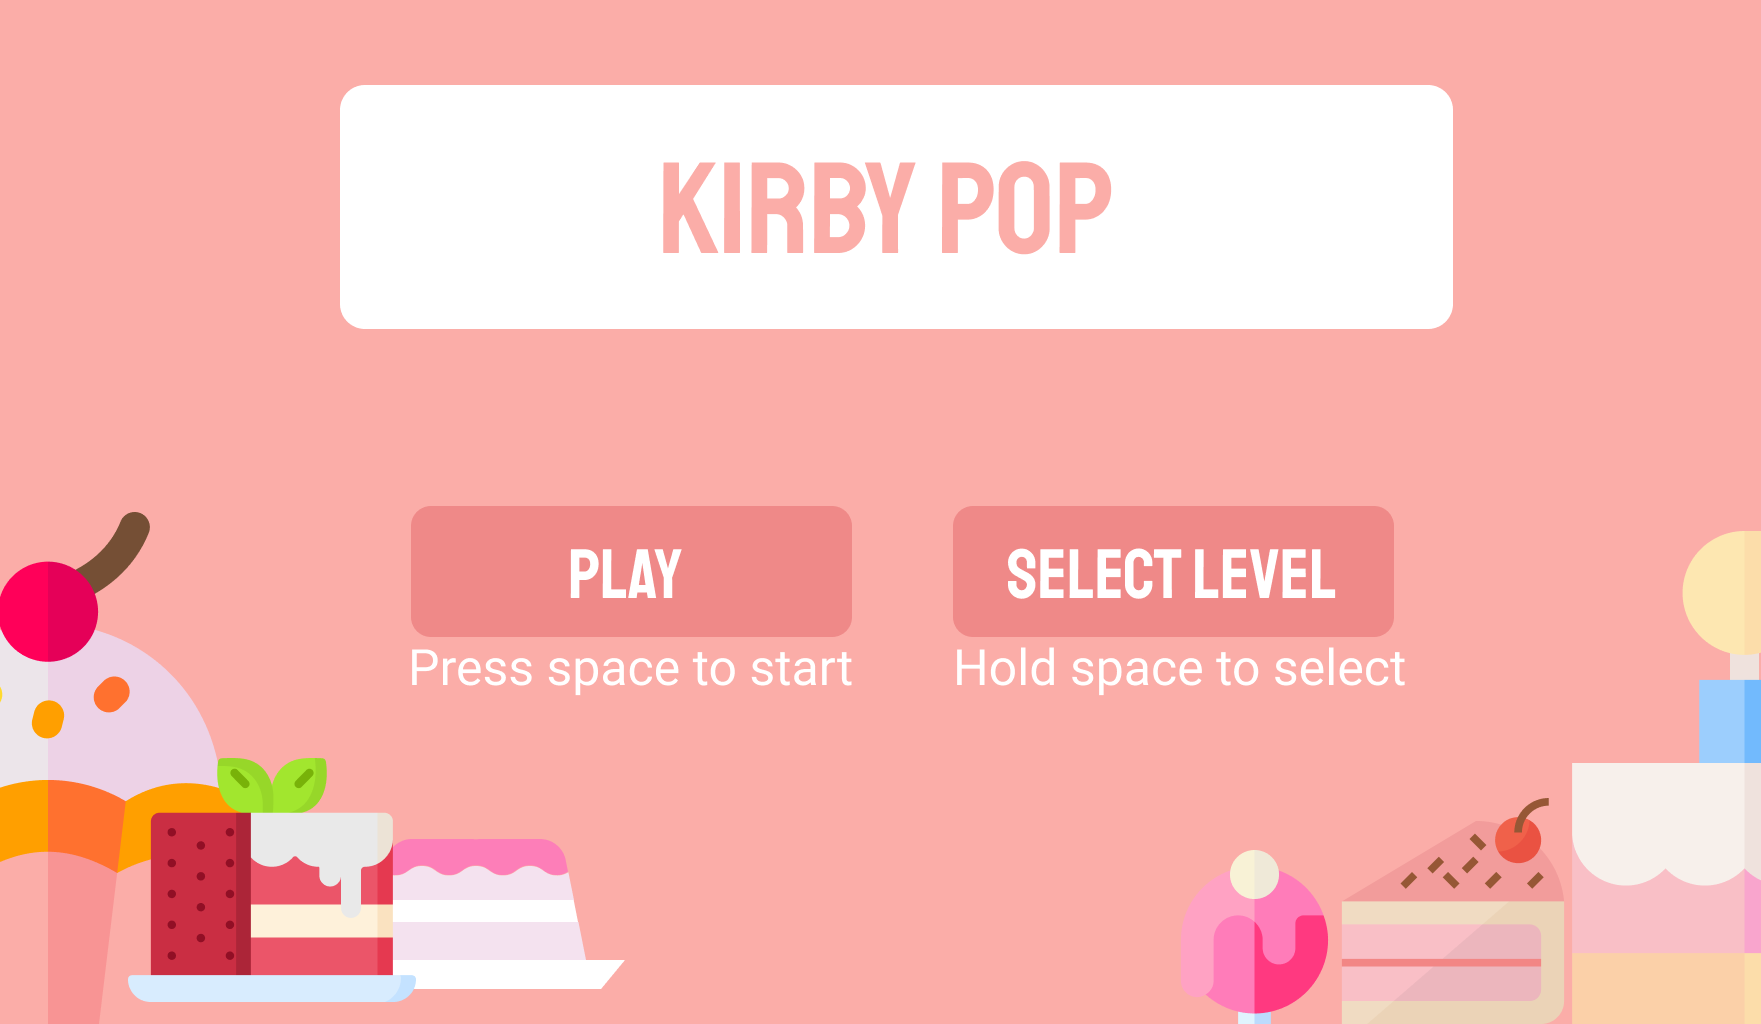 KIRBY POP
PLAY
SELECT LEVEL
Press space to start
Hold space to select